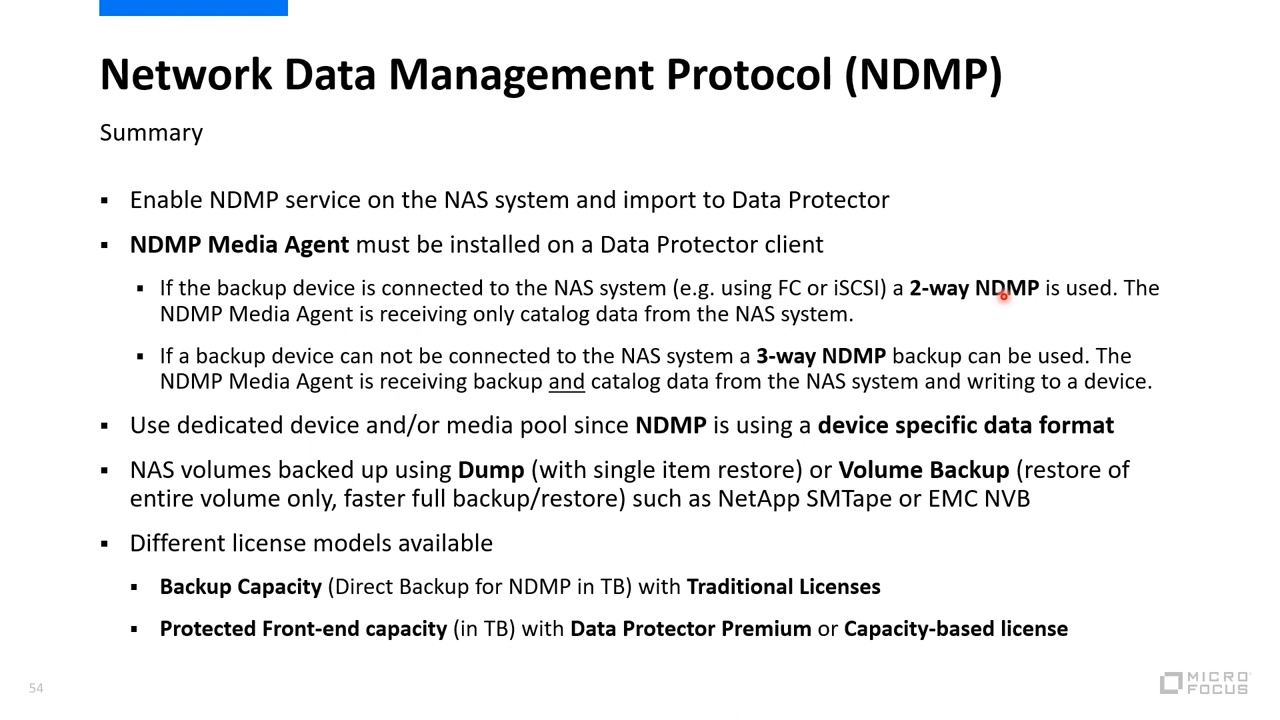 Network Data Management Protocol (NDMP)
Summary
▪ Enable NDMP service on the NAS system and import to Data Protector
▪ NDMP Media Agent must be installed on a Data Protector client
▪ If the backup device is connected to the NAS system (e.g. using FC or iSCSI) a 2-way NDMP is used. The
NDMP Media Agent is receiving only catalog data from the NAS system.
▪ If a backup device can not be connected to the NAS system a 3-way NDMP backup can be used. The
NDMP Media Agent is receiving backup and catalog data from the NAS system and writing to a device.
▪ Use dedicated device and/or media pool since NDMP is using a device specific data format
▪ NAS volumes backed up using Dump (with single item restore) or Volume Backup (restore of
entire volume only, faster full backup/restore) such as NetApp SMTape or EMC NVB
▪ Different license models available
▪ Backup Capacity (Direct Backup for NDMP in TB) with Traditional Licenses
▪ Protected Front-end capacity (in TB) with Data Protector Premium or Capacity-based license
54
MICRO
FOCUS